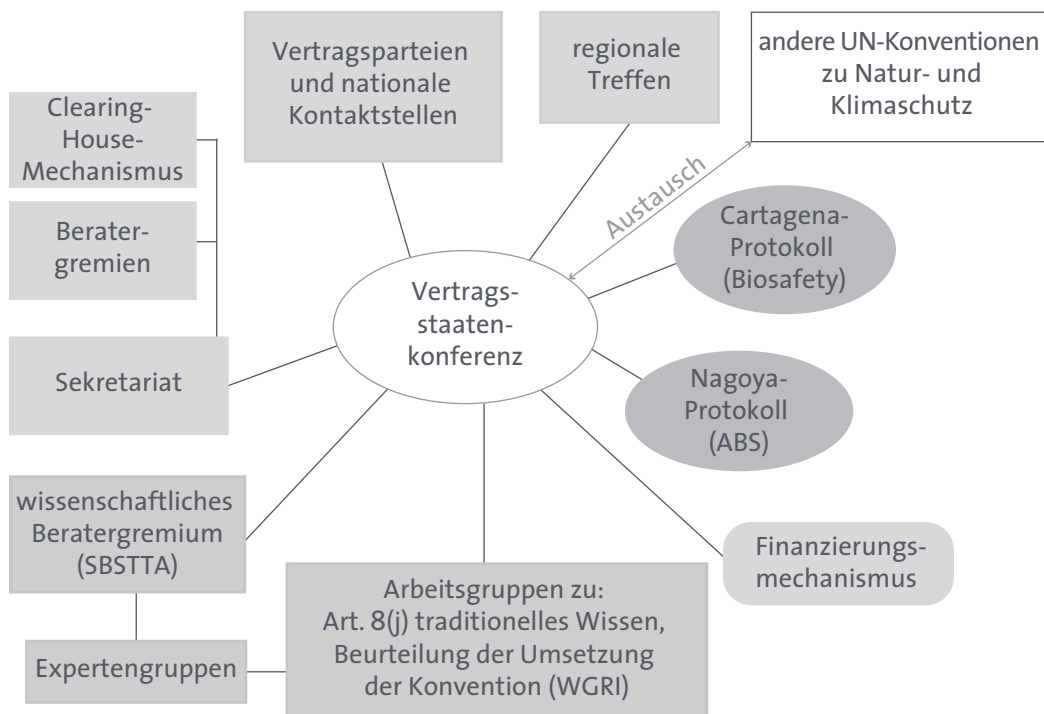 Vertragsparteien
und nationale
Kontaktstellen
regionale
Treffen
andere UN-Konventionen
zu Natur- und
Klimaschutz
Clearing-
House-
Mechanismus
Berater-
gremien
Sekretariat
Austausch
Cartagena-
Protokoll
(Biosafety)
Vertrags-
staaten-
konferenz
Nagoya-
Protokoll
(ABS)
wissenschaftliches
Beratergremium
(SBSTTA)
Expertengruppen
Arbeitsgruppen zu:
Art. 8(j) traditionelles Wissen,
Beurteilung der Umsetzung
der Konvention (WGRI)
Finanzierungs-
mechanismus